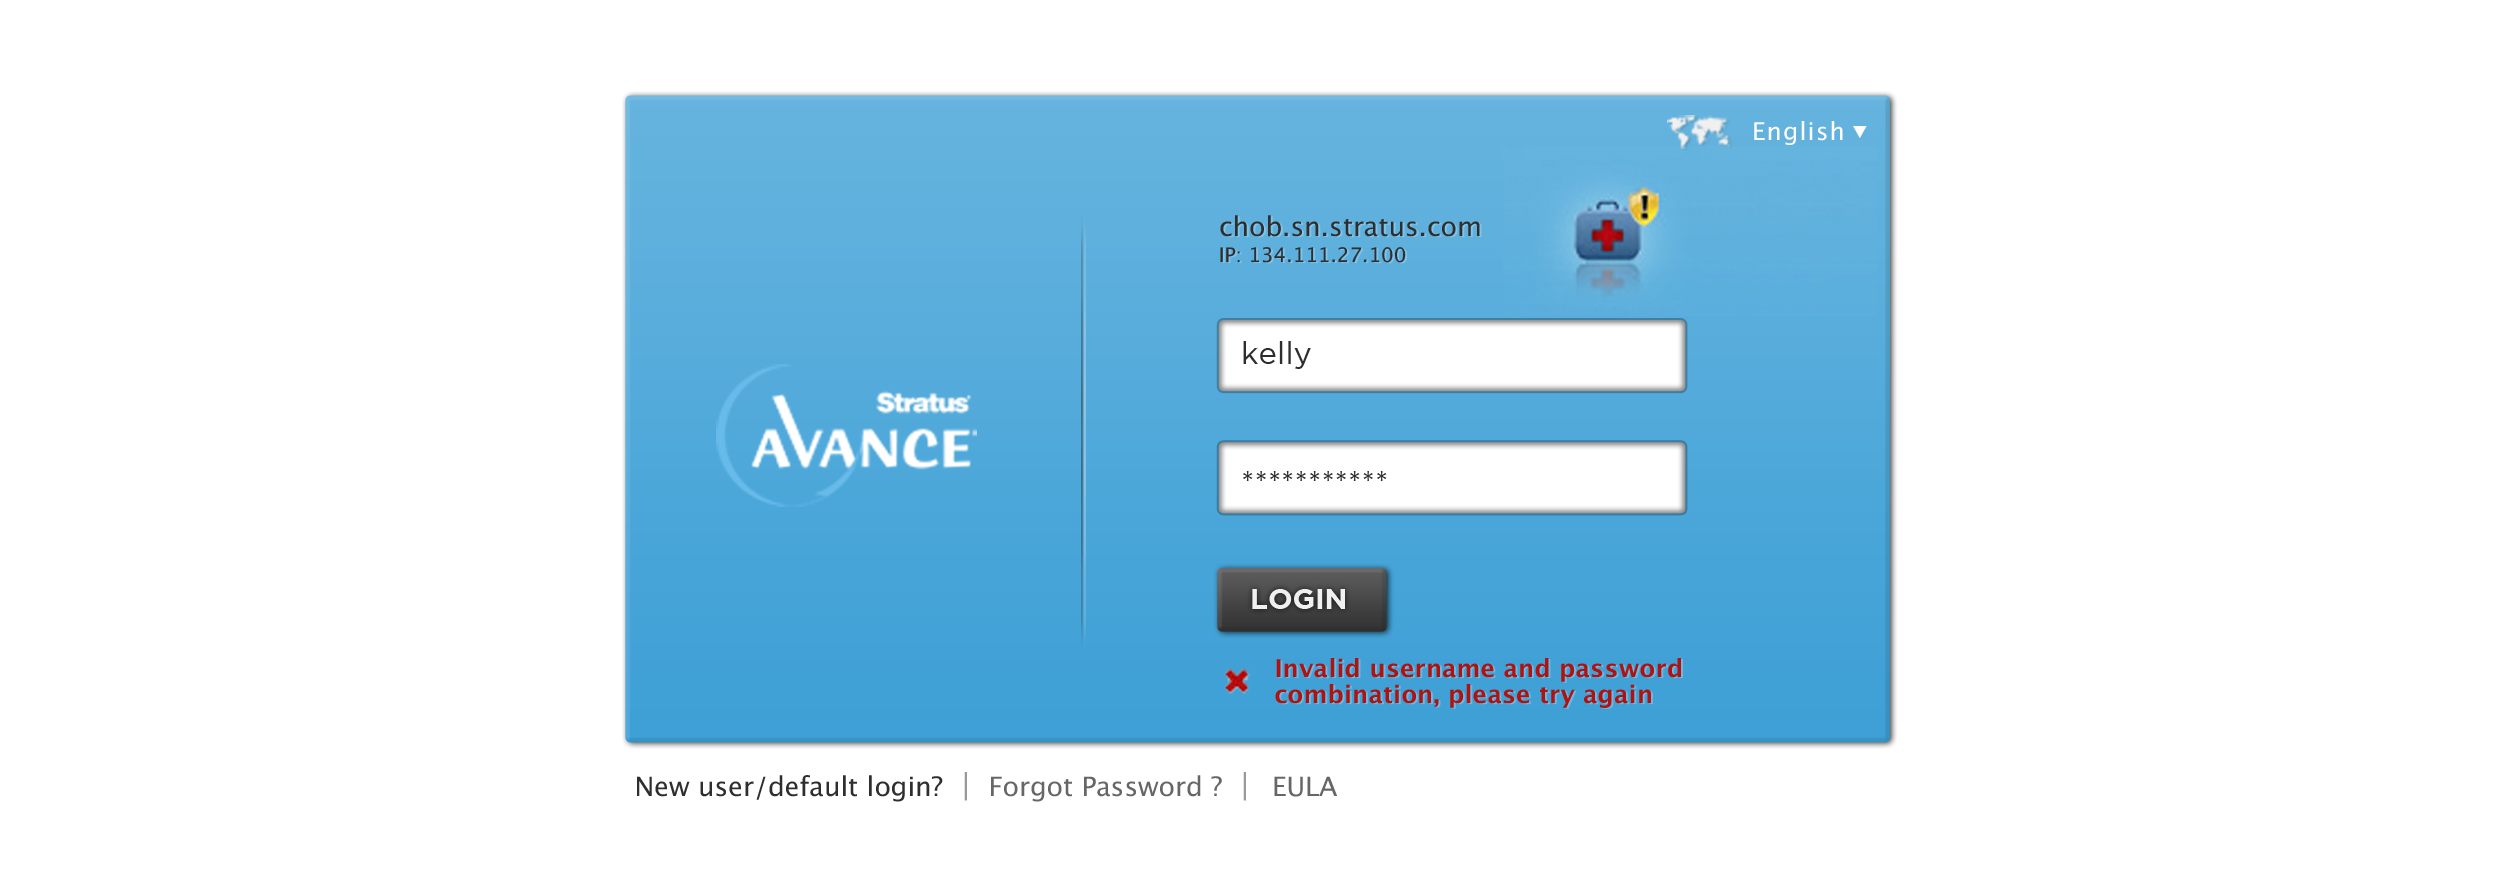 English ▼
chob.sn.stratus.com
IP: 134.111.27.100
kelly
***********
Stratus
AVANCE
LOGIN
Invalid username and password
combination, please try again
New user/default login? | Forgot Password ? | EULA